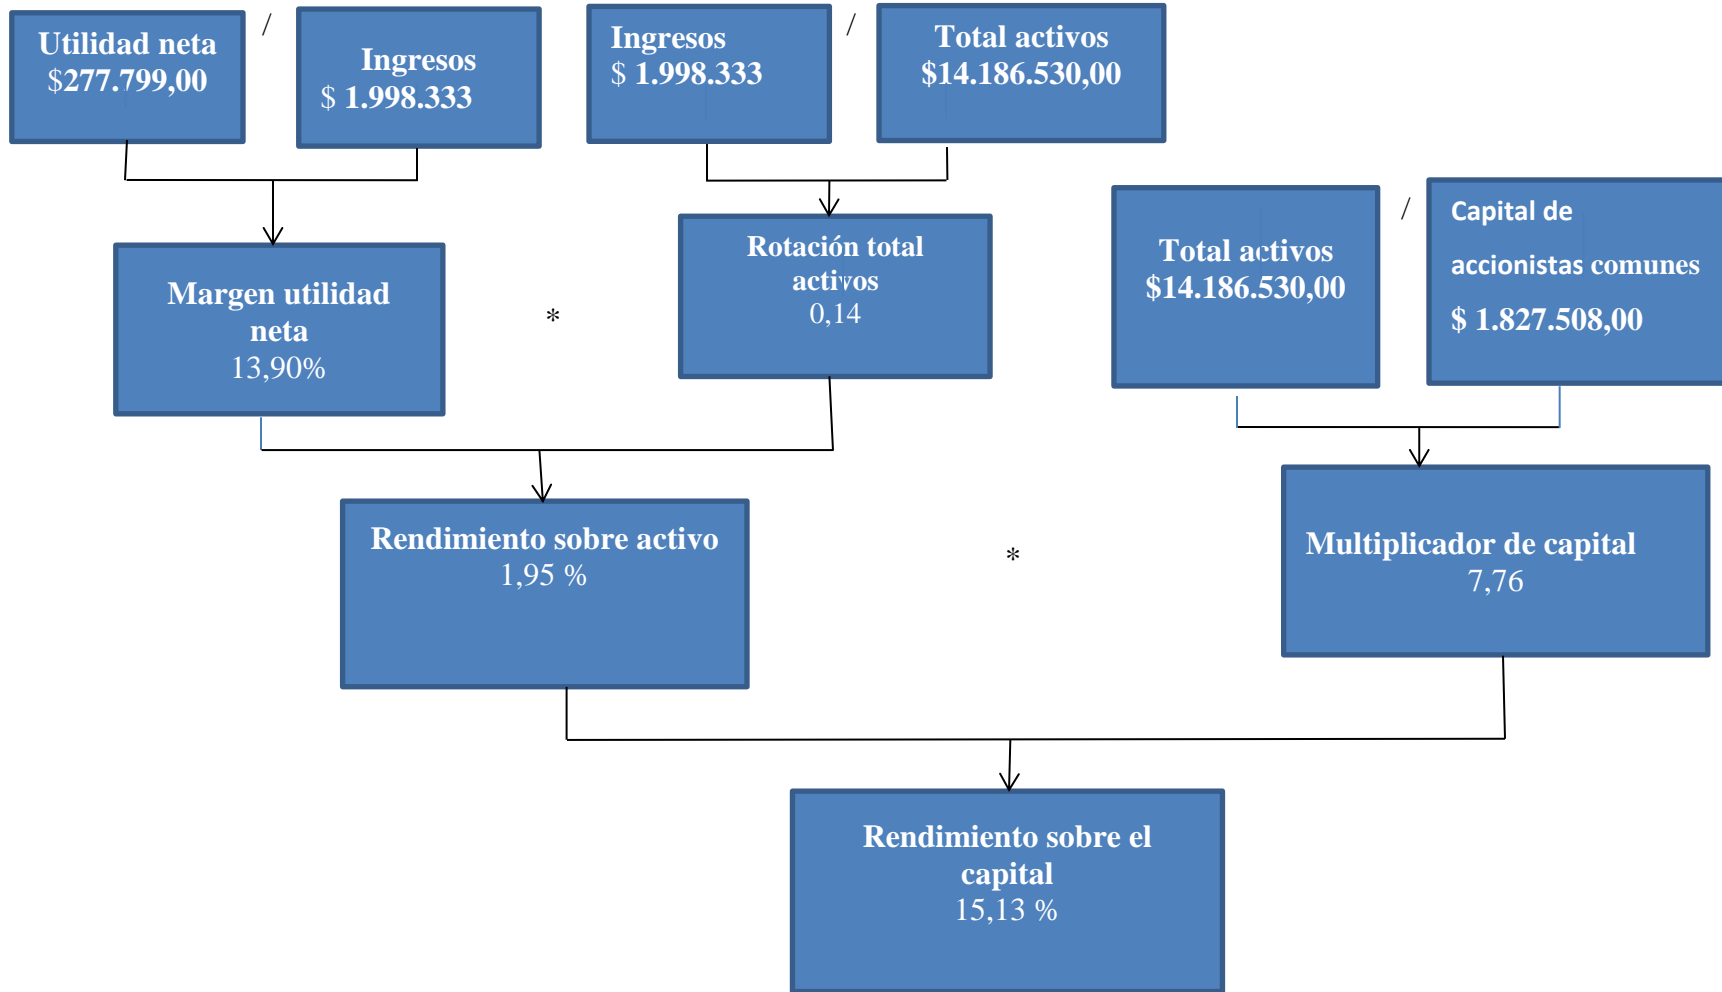 Utilidad neta
$277.799,00
/
Ingresos
$ 1.998.333
Ingresos
$ 1.998.333
/
Total activos
$14.186.530,00
Margen utilidad
neta
13,90%
*
Rotación total
activos
0,14
Total activos
$14.186.530,00
/
Capital de
accionistas comunes
$ 1.827.508,00
Rendimiento sobre activo
1,95 %
*
Multiplicador de capital
7,76
Rendimiento sobre el
capital
15,13 %